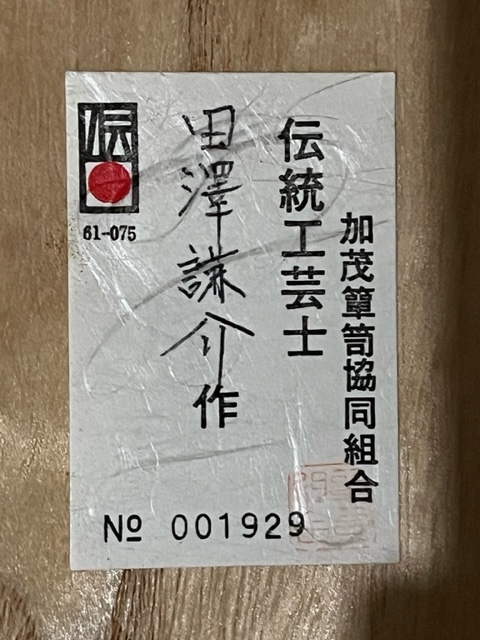 加茂簞笥協同組合
伝統工芸士
田澤謙介作
伝
61-075
№ 001929